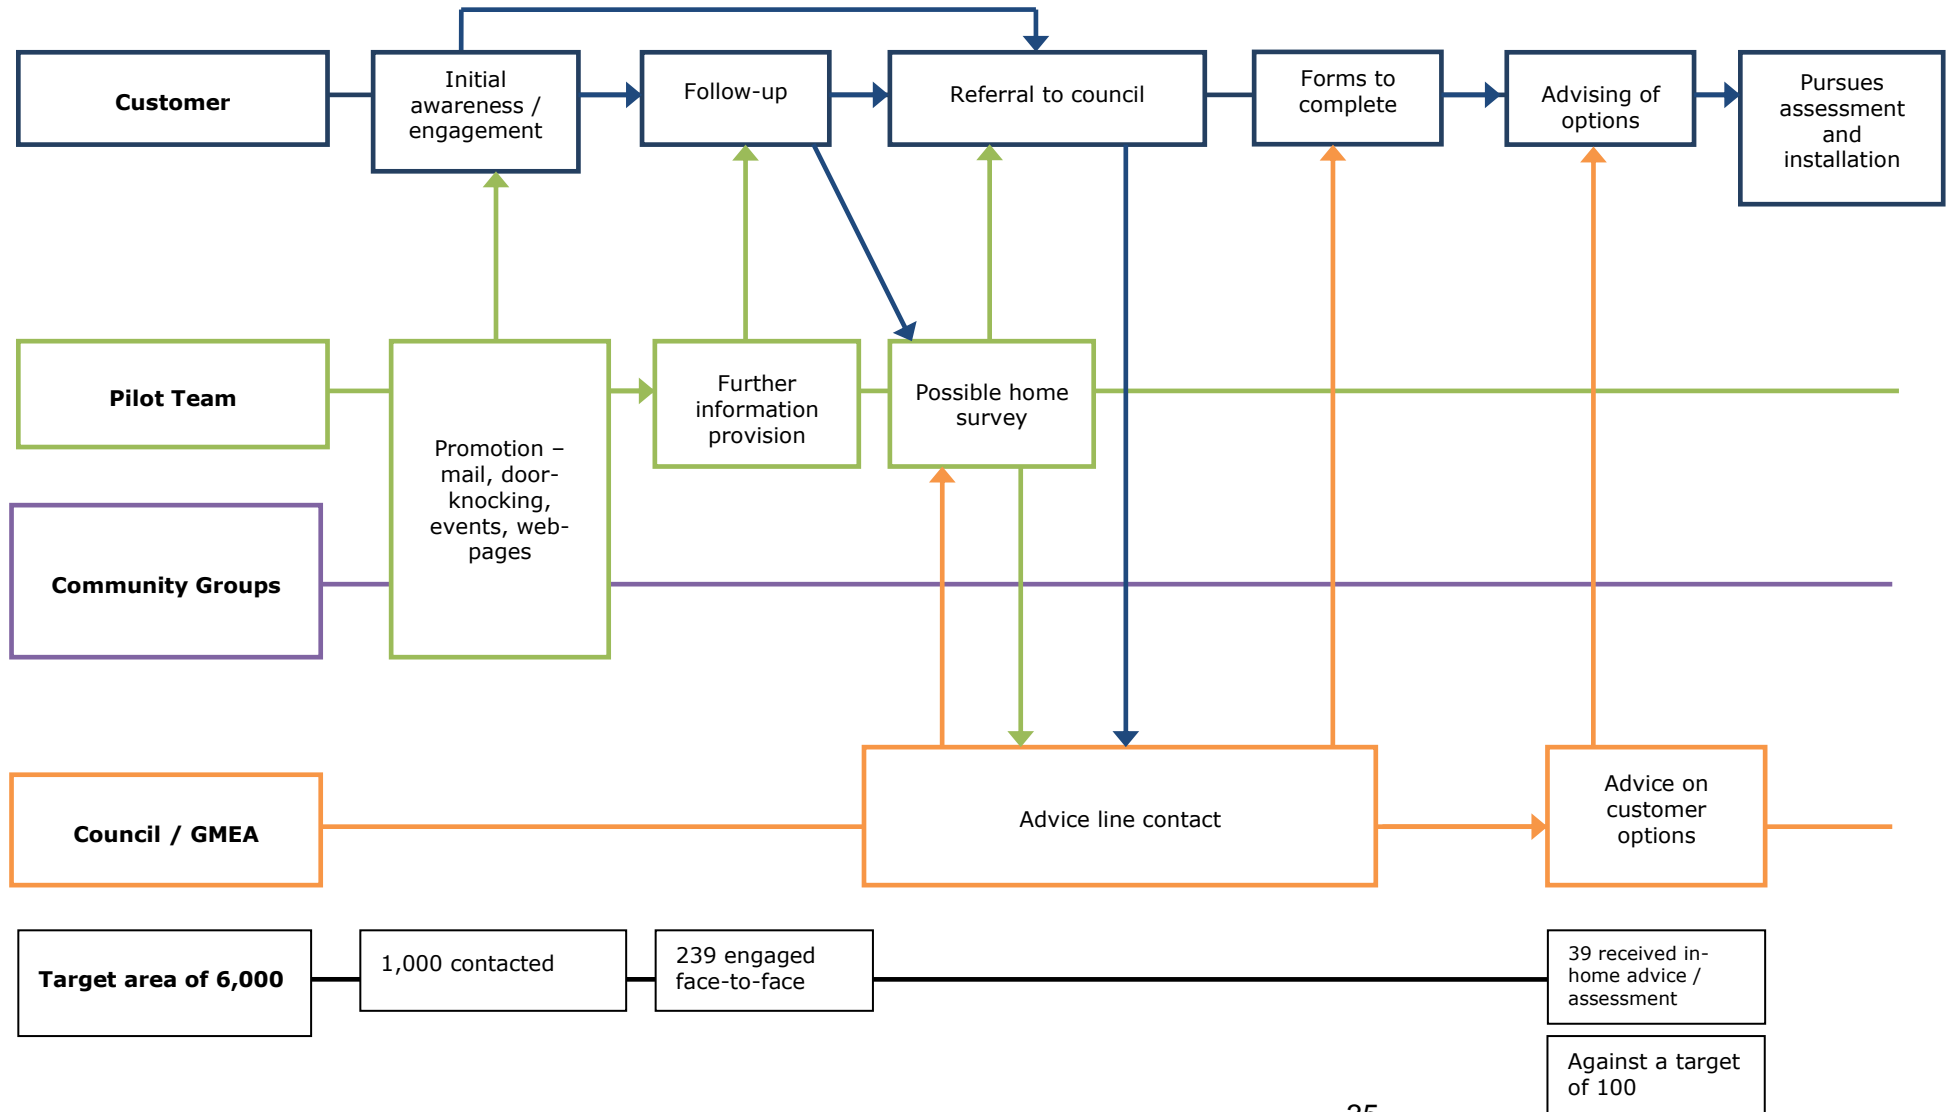 Customer
Initial
awareness /
engagement
Follow-up
Referral to council
Forms to
complete
Advising of
options
Pursues
assessment
and
installation
Pilot Team
Promotion –
mail, door-
knocking,
events, web-
pages
Further
information
provision
Possible home
survey
Community Groups
Council / GMEA
Advice line contact
Advice on
customer
options
Target area of 6,000
1,000 contacted
239 engaged
face-to-face
39 received in-
home advice /
assessment
Against a target
of 100